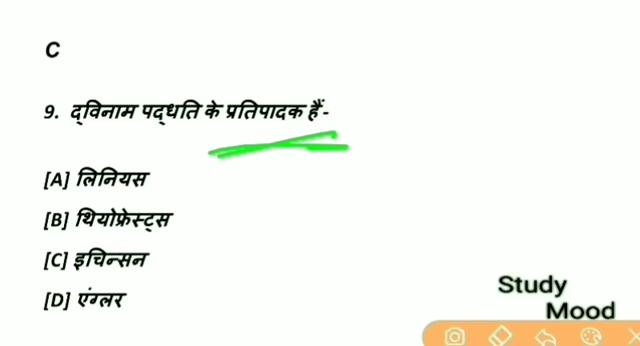 C
9. द्विनाम पद्धति के प्रतिपादक हैं-
[A] लिनियस
[B] थियोफ्रेस्ट्स
[C] इचिन्सन
[D] एंग्लर
Study
Mood